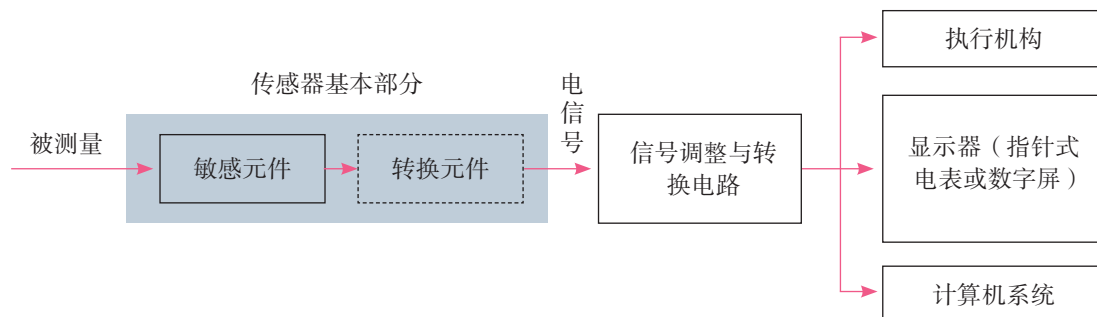 传感器基本部分
被测量
敏感元件
转换元件
电
信
号
信号调整与转
换电路
执行机构
显示器（指针式
电表或数字屏）
计算机系统